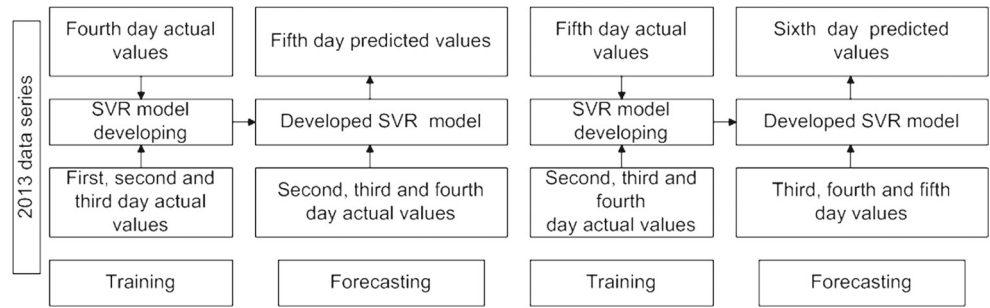 2013 data series
Fourth day actual
values
SVR model
developing
First, second and
third day actual
values
Training
Fifth day predicted values
Developed SVR model
Second, third and fourth
day actual values
Forecasting
Fifth day actual
values
SVR model
developing
Second, third and
fourth
day actual values
Training
Sixth day predicted
values
Developed SVR model
Third, fourth and fifth
day values
Forecasting